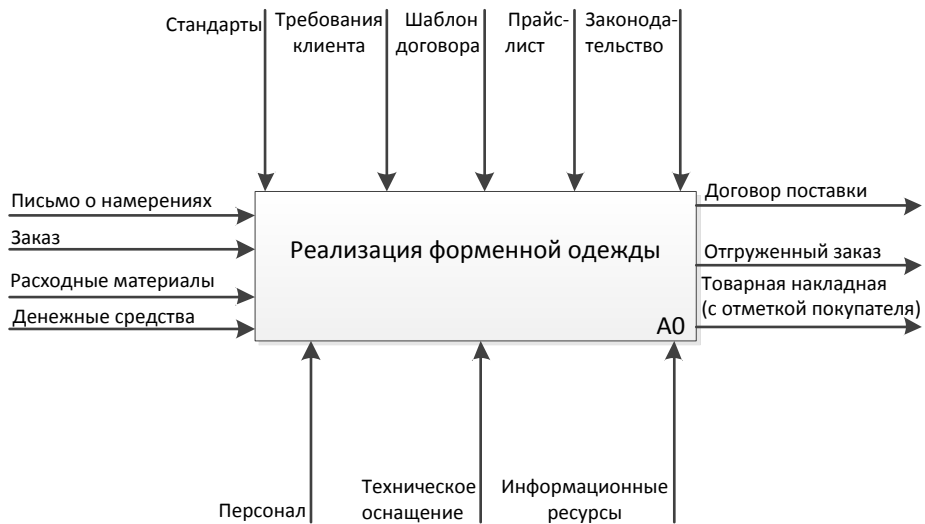 Стандарты
Требования
клиента
Шаблон
договора
Прайс-
лист
Законода-
тельство
Письмо о намерениях
Заказ
Расходные материалы
Денежные средства
Реализация форменной одежды
А0
Договор поставки
Отгруженный заказ
Товарная накладная
(с отметкой покупателя)
Персонал
Техническое
оснащение
Информационные
ресурсы